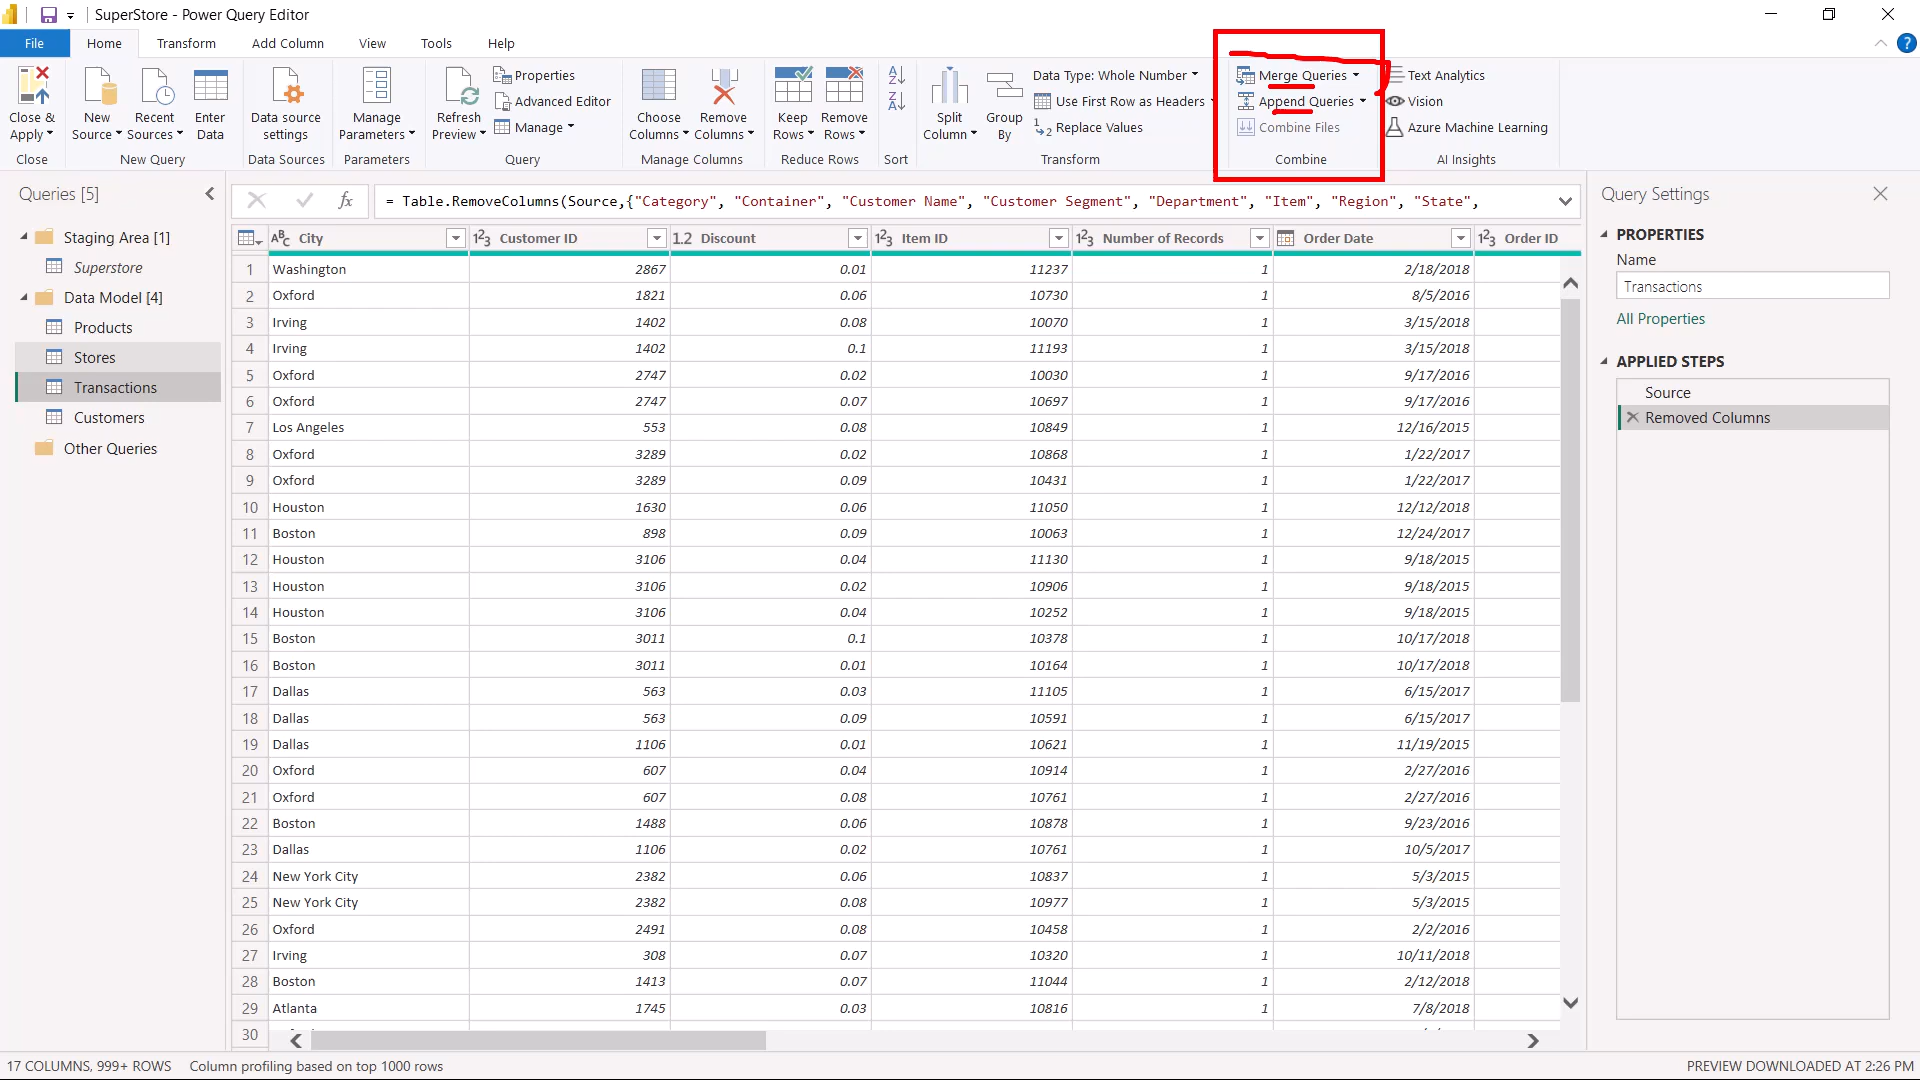 SuperStore - Power Query Editor
File Home Transform Add Column View Tools Help
Close & Apply
New Source
Recent Sources
Enter Data
Data source settings
Manage Parameters
Refresh Preview
Properties
Advanced Editor
Manage
Choose Columns
Remove Columns
Keep Rows
Remove Rows
Split Column
Group By
Data Type: Whole Number
Use First Row as Headers
Replace Values
Merge Queries
Append Queries
Combine Files
Text Analytics
Vision
Azure Machine Learning
Close New Query Data Sources Parameters Query Manage Columns Reduce Rows Sort Transform Combine AI Insights
Queries [5]
Staging Area [1]
Superstore
Data Model [4]
Products
Stores
Transactions
Customers
Other Queries
= Table.RemoveColumns(Source,{"Category", "Container", "Customer Name", "Customer Segment", "Department", "Item", "Region", "State",
City Customer ID Discount Item ID Number of Records Order Date Order ID
1 Washington 2867 0.01 11237 1 2/18/2018
2 Oxford 1821 0.06 10730 1 8/5/2016
3 Irving 1402 0.08 10070 1 3/15/2018
4 Irving 1402 0.1 11193 1 3/15/2018
5 Oxford 2747 0.02 10030 1 9/17/2016
6 Oxford 2747 0.07 10697 1 9/17/2016
7 Los Angeles 553 0.08 10849 1 12/16/2015
8 Oxford 3289 0.02 10868 1 1/22/2017
9 Oxford 3289 0.09 10431 1 1/22/2017
10 Houston 1630 0.06 11050 1 12/12/2018
11 Boston 898 0.09 10063 1 12/24/2017
12 Houston 3106 0.04 11130 1 9/18/2015
13 Houston 3106 0.02 10906 1 9/18/2015
14 Houston 3106 0.04 10252 1 9/18/2015
15 Boston 3011 0.1 10378 1 10/17/2018
16 Boston 3011 0.01 10164 1 10/17/2018
17 Dallas 563 0.03 11105 1 6/15/2017
18 Dallas 563 0.09 10591 1 6/15/2017
19 Dallas 1106 0.01 10621 1 11/19/2015
20 Oxford 607 0.04 10914 1 2/27/2016
21 Oxford 607 0.08 10761 1 2/27/2016
22 Boston 1488 0.06 10878 1 9/23/2016
23 Dallas 1106 0.02 10761 1 10/5/2017
24 New York City 2382 0.06 10837 1 5/3/2015
25 New York City 2382 0.08 10977 1 5/3/2015
26 Oxford 2491 0.08 10458 1 2/2/2016
27 Irving 308 0.07 10320 1 10/11/2018
28 Boston 1413 0.07 11044 1 2/12/2018
29 Atlanta 1745 0.03 10816 1 7/8/2018
30
Query Settings
PROPERTIES
Name
Transactions
All Properties
APPLIED STEPS
Source
Removed Columns
17 COLUMNS, 999+ ROWS Column profiling based on top 1000 rows PREVIEW DOWNLOADED AT 2:26 PM